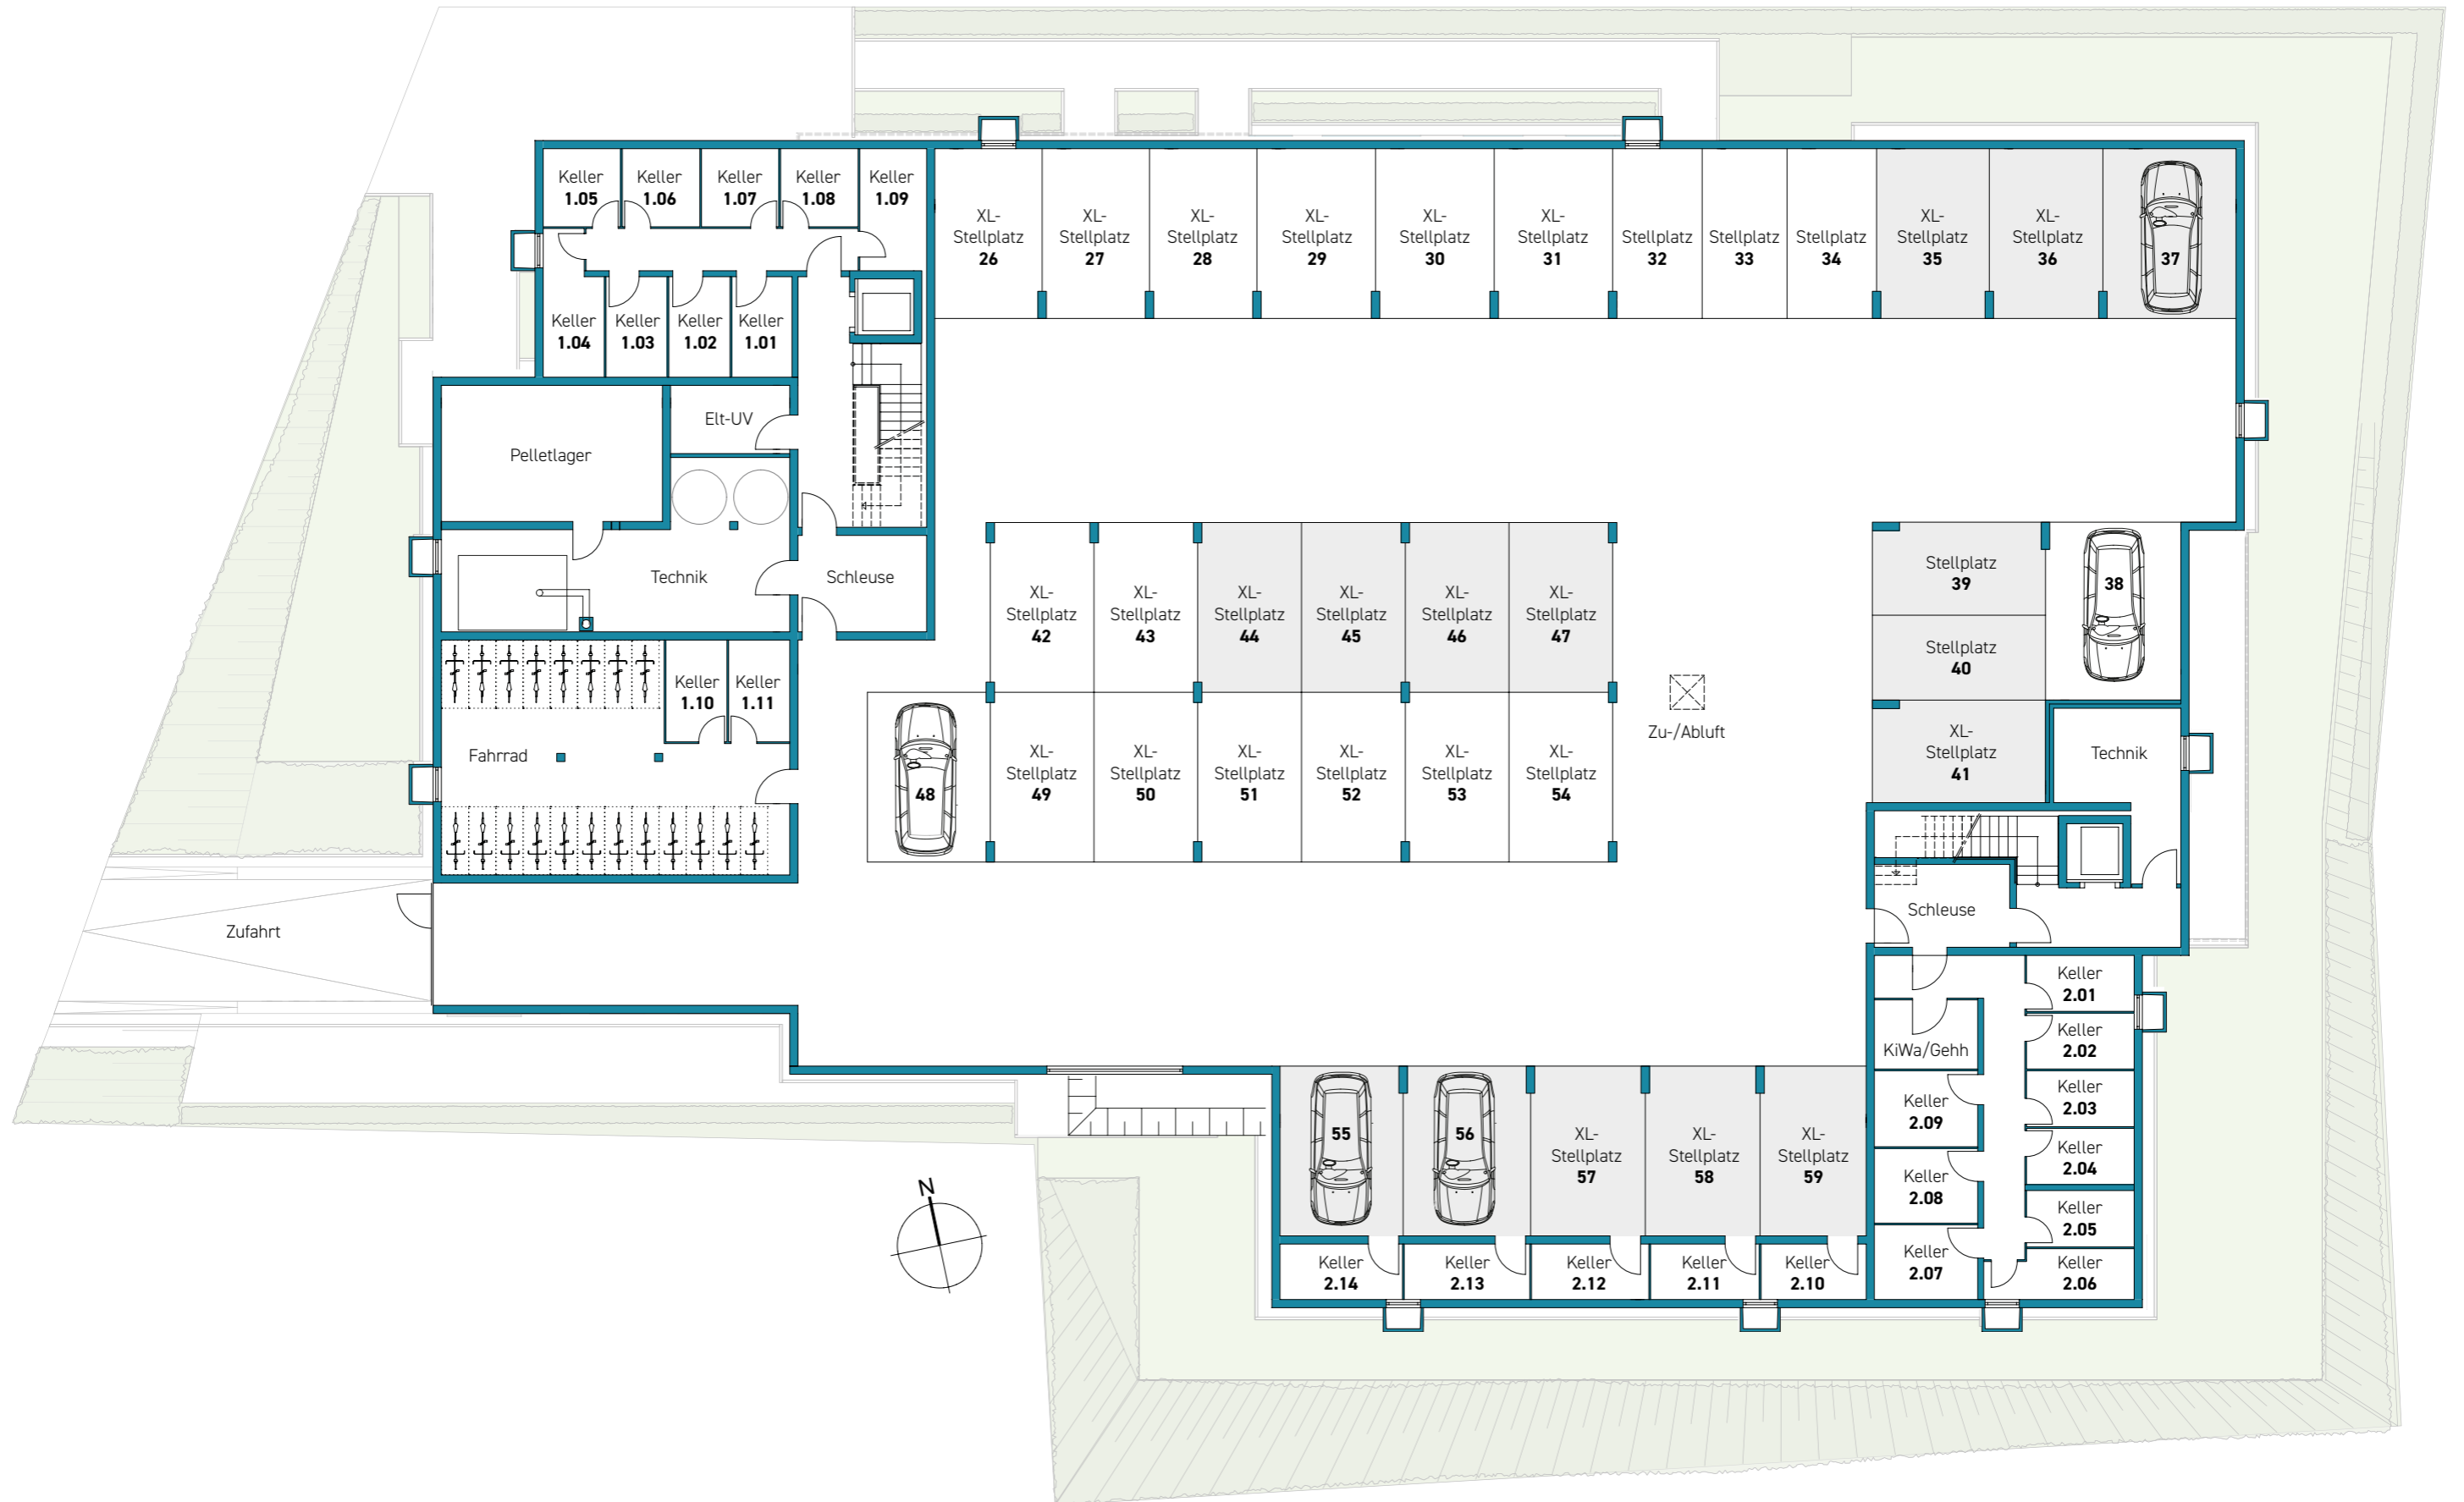 Keller
1.05
Keller
1.06
Keller
1.07
Keller
1.08
Keller
1.09
Keller
1.04
Keller
1.03
Keller
1.02
Keller
1.01
XL-
Stellplatz
26
XL-
Stellplatz
27
XL-
Stellplatz
28
XL-
Stellplatz
29
XL-
Stellplatz
30
XL-
Stellplatz
31
Stellplatz
32
Stellplatz
33
Stellplatz
34
XL-
Stellplatz
35
XL-
Stellplatz
36
37
Elt-UV
Pelletlager
Technik
Schleuse
XL-
Stellplatz
42
XL-
Stellplatz
43
XL-
Stellplatz
44
XL-
Stellplatz
45
XL-
Stellplatz
46
XL-
Stellplatz
47
Stellplatz
39
38
Stellplatz
40
XL-
Stellplatz
41
Technik
Zu-/Abluft
Keller
1.10
Keller
1.11
Fahrrad
48
XL-
Stellplatz
49
XL-
Stellplatz
50
XL-
Stellplatz
51
XL-
Stellplatz
52
XL-
Stellplatz
53
XL-
Stellplatz
54
Zufahrt
Schleuse
Keller
2.01
Keller
2.02
KiWa/Gehh
Keller
2.03
Keller
2.09
Keller
2.04
Keller
2.08
Keller
2.05
Keller
2.07
Keller
2.06
55
56
XL-
Stellplatz
57
XL-
Stellplatz
58
XL-
Stellplatz
59
N
Keller
2.14
Keller
2.13
Keller
2.12
Keller
2.11
Keller
2.10